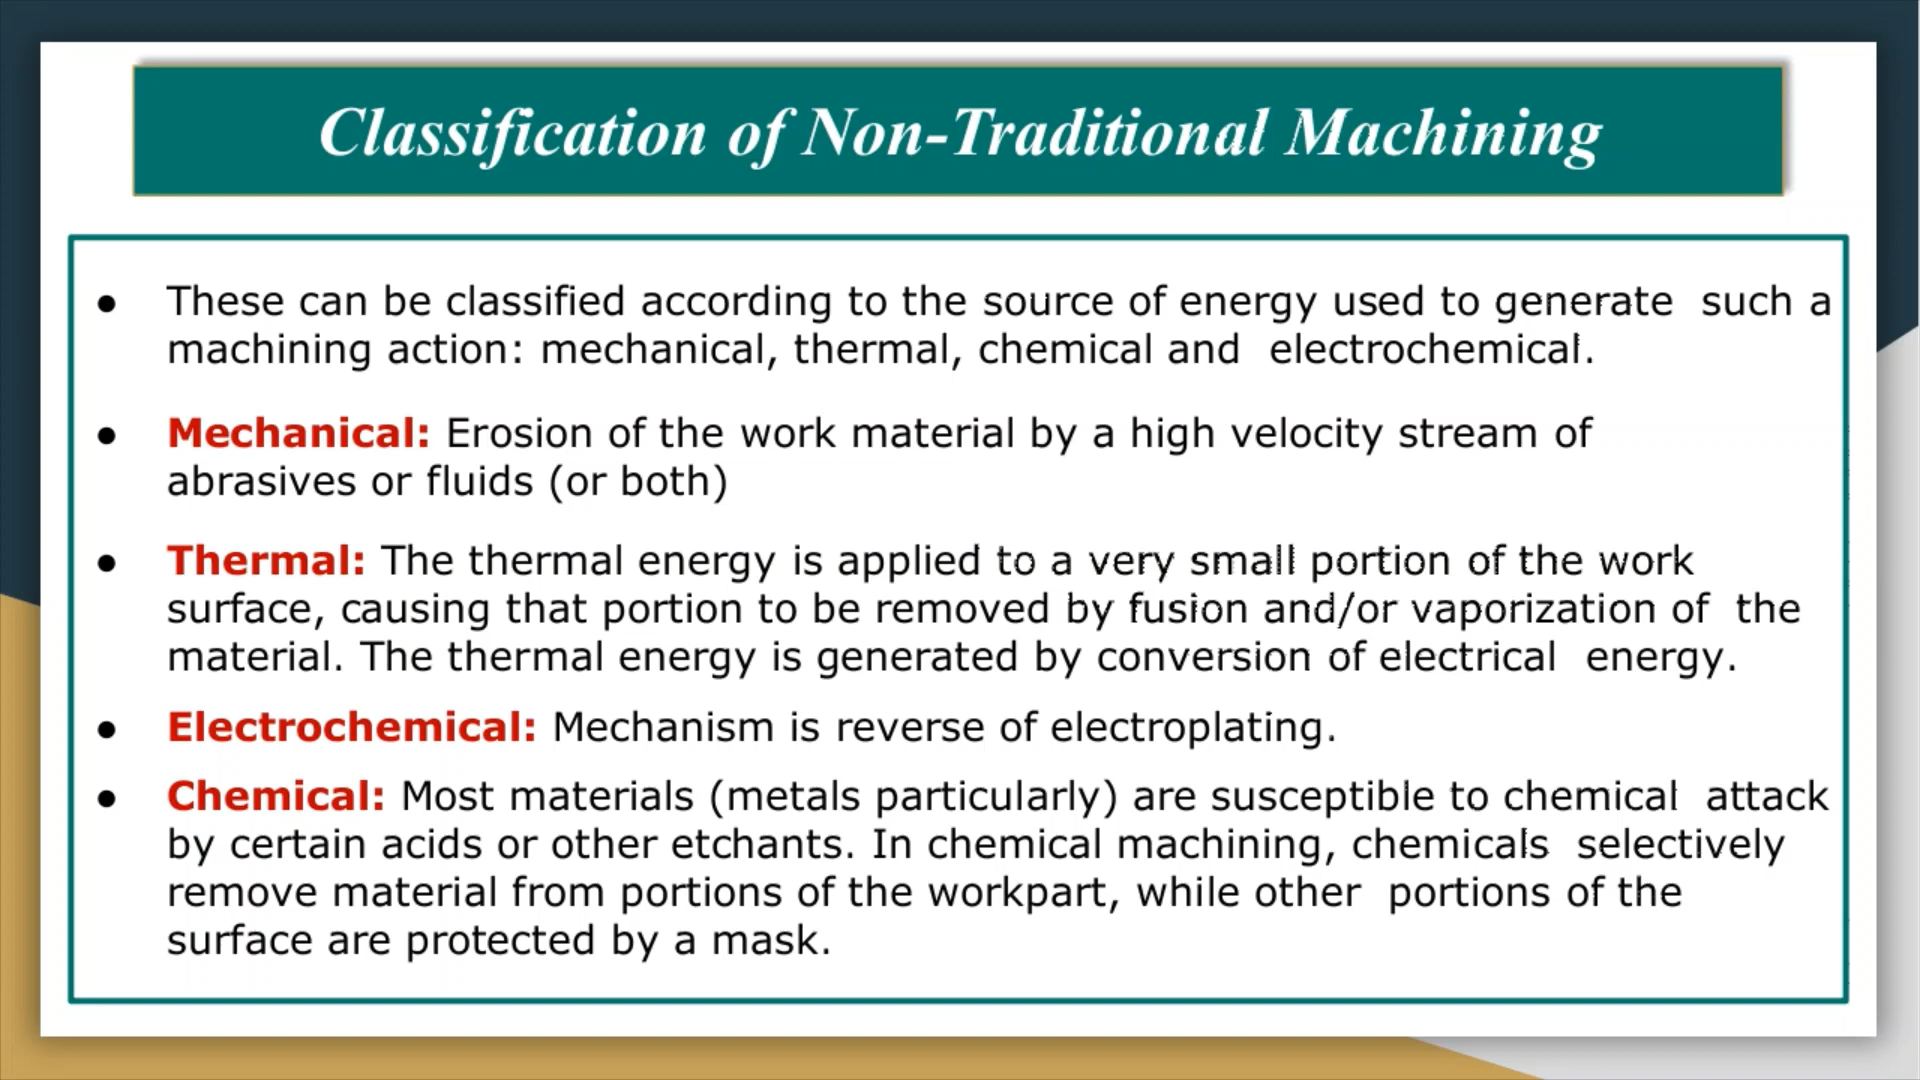 Classification of Non-Traditional Machining
● These can be classified according to the source of energy used to generate such a
machining action: mechanical, thermal, chemical and electrochemical.
● Mechanical: Erosion of the work material by a high velocity stream of
abrasives or fluids (or both)
● Thermal: The thermal energy is applied to a very small portion of the work
surface, causing that portion to be removed by fusion and/or vaporization of the
material. The thermal energy is generated by conversion of electrical energy.
● Electrochemical: Mechanism is reverse of electroplating.
● Chemical: Most materials (metals particularly) are susceptible to chemical attack
by certain acids or other etchants. In chemical machining, chemicals selectively
remove material from portions of the workpart, while other portions of the
surface are protected by a mask.